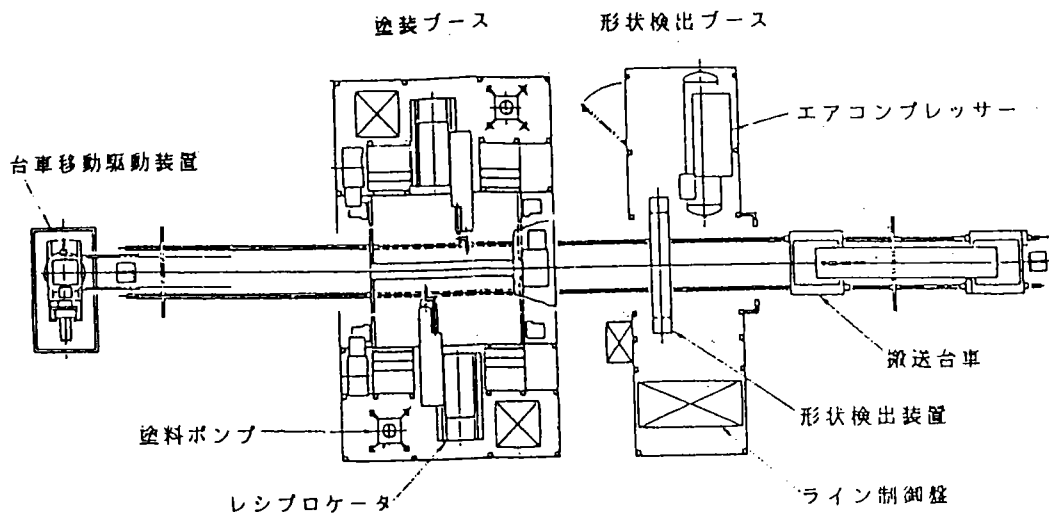 塗装ブース
形状検出ブース
エアコンプレッサー
台車移動駆動装置
搬送台車
形状検出装置
塗料ポンプ
レシプロケータ
ライン制御盤